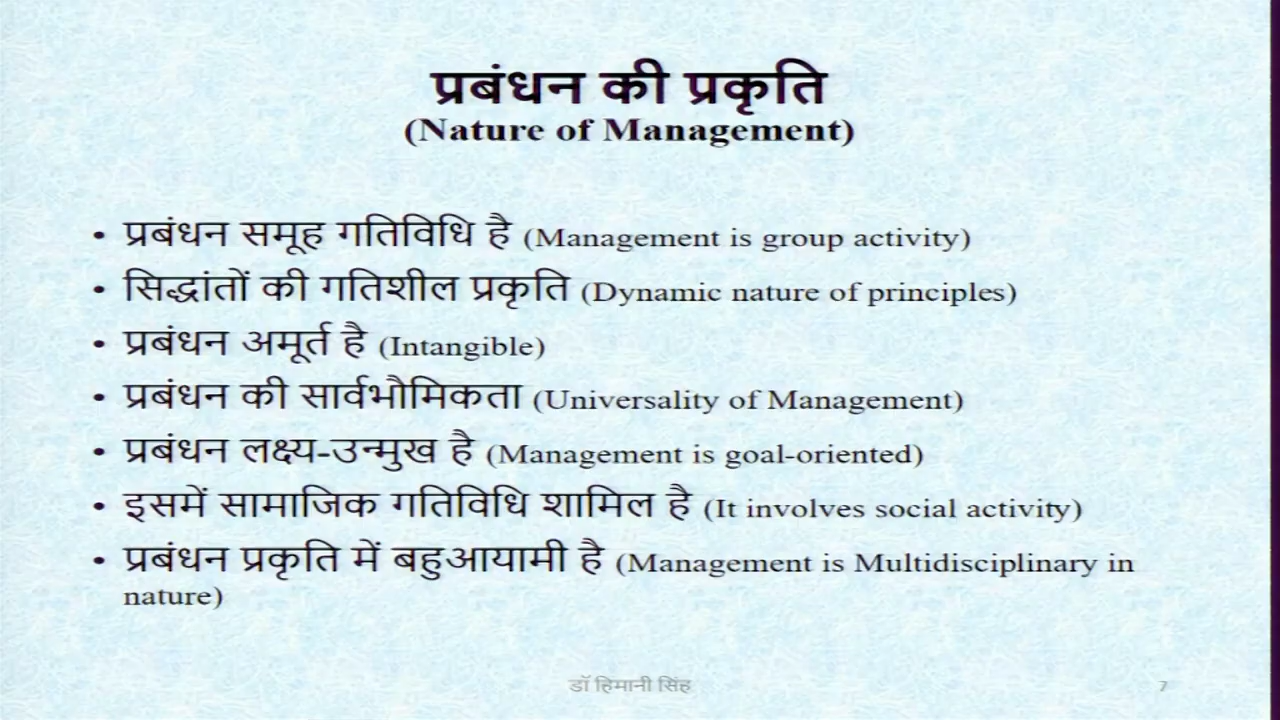 प्रबंधन की प्रकृति
(Nature of Management)
• प्रबंधन समूह गतिविधि है (Management is group activity)
• सिद्धांतों की गतिशील प्रकृति (Dynamic nature of principles)
• प्रबंधन अमूर्त है (Intangible)
• प्रबंधन की सार्वभौमिकता (Universality of Management)
• प्रबंधन लक्ष्य-उन्मुख है (Management is goal-oriented)
• इसमें सामाजिक गतिविधि शामिल है (It involves social activity)
• प्रबंधन प्रकृति में बहुआयामी है (Management is Multidisciplinary in
nature)
डॉ हिमानी सिंह 7